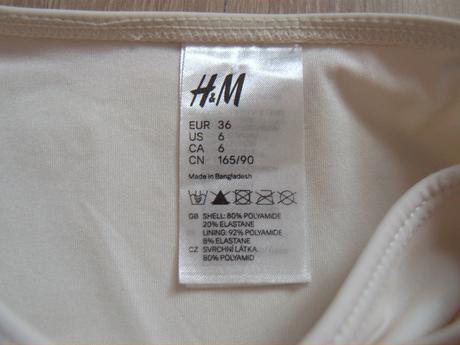 H&M
EUR 36
US 6
CA 6
CN 165/90
Made in Bangladesh
GB SHELL: 80% POLYAMIDE
20% ELASTANE
LINING: 92% POLYAMIDE
8% ELASTANE
CZ SVRCHNÍ LÁTKA:
80% POLYAMID